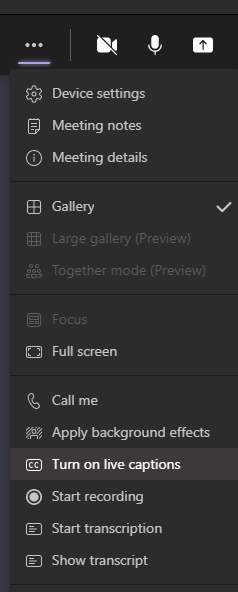 Device settings
Meeting notes
Meeting details
Gallery
Large gallery (Preview)
Together mode (Preview)
Focus
Full screen
Call me
Apply background effects
CC Turn on live captions
Start recording
Start transcription
Show transcript